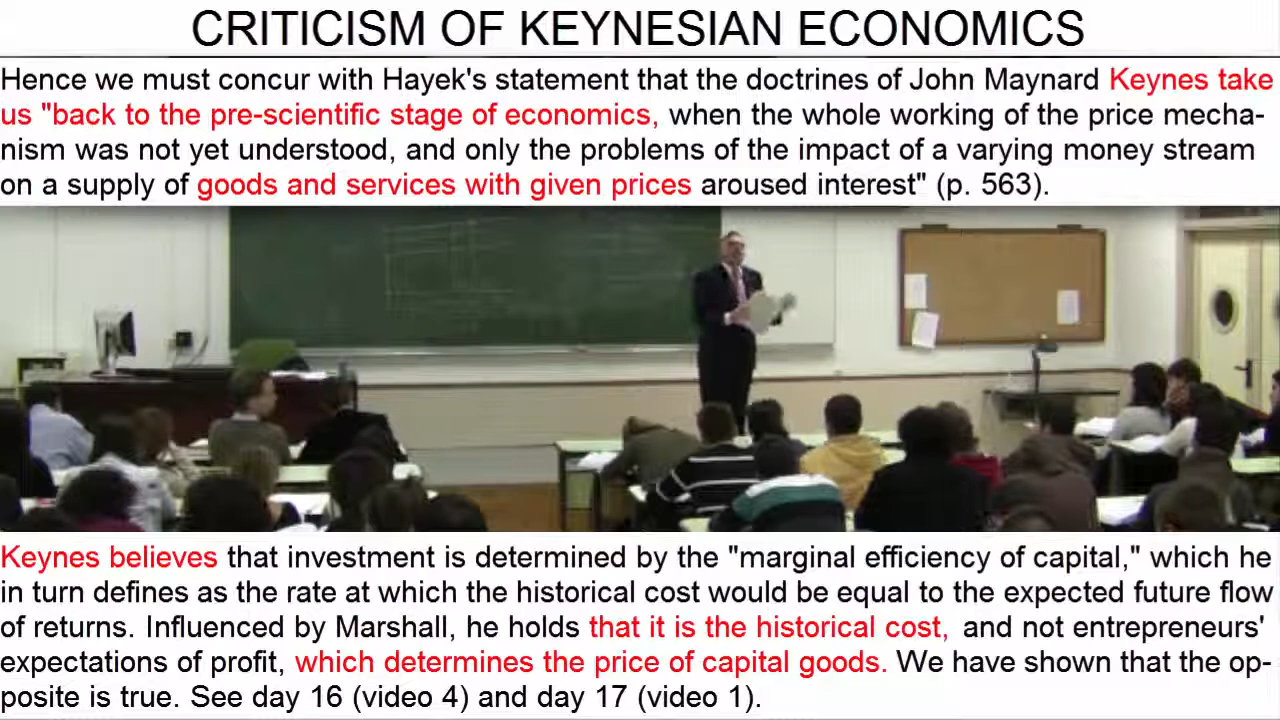 CRITICISM OF KEYNESIAN ECONOMICS
Hence we must concur with Hayek's statement that the doctrines of John Maynard Keynes take
us "back to the pre-scientific stage of economics, when the whole working of the price mecha-
nism was not yet understood, and only the problems of the impact of a varying money stream
on a supply of goods and services with given prices aroused interest" (p. 563).
Keynes believes that investment is determined by the "marginal efficiency of capital," which he
in turn defines as the rate at which the historical cost would be equal to the expected future flow
of returns. Influenced by Marshall, he holds that it is the historical cost, and not entrepreneurs'
expectations of profit, which determines the price of capital goods. We have shown that the op-
posite is true. See day 16 (video 4) and day 17 (video 1).